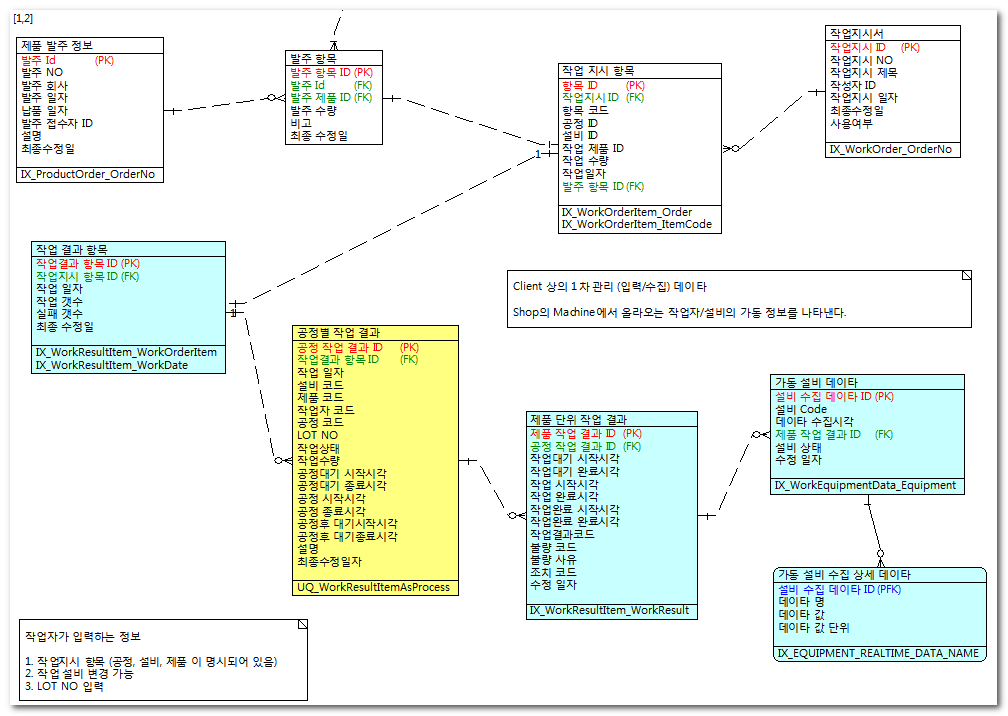 [1,2]
제품 발주 정보
발주 Id (PK)
발주 NO
발주 회사
발주 일자
납품 일자
발주 접수자 ID
설명
최종수정일
IX_ProductOrder_OrderNo
발주 항목
발주 항목 ID (PK)
발주 Id (FK)
발주 제품 ID (FK)
발주 수량
비고
최종 수정일
작업 지시 항목
항목 ID (PK)
작업지시 ID (FK)
항목 코드
공정 ID
설비 ID
작업 제품 ID
작업 수량
작업일자
발주 항목 ID (FK)
IX_WorkOrderItem_Order
IX_WorkOrderItem_ItemCode
작업지시서
작업지시 ID (PK)
작업지시 NO
작업지시 제목
작성자 ID
작업지시 일자
최종수정일
사용여부
IX_WorkOrder_OrderNo
1
작업 결과 항목
작업결과 항목 ID (PK)
작업지시 항목 ID (FK)
작업 일자
작업 갯수
실패 갯수
최종 수정일
IX_WorkResultItem_WorkOrderItem
IX_WorkResultItem_WorkDate
1
Client 상의 1차 관리 (입력/수집) 데이타
Shop의 Machine에서 올라오는 작업자/설비의 가동 정보를 나타낸다.
공정별 작업 결과
공정 작업 결과 ID (PK)
작업결과 항목 ID (FK)
작업 일자
설비 코드
제품 코드
작업자 코드
공정 코드
LOT NO
작업상태
작업수량
공정대기 시작시각
공정대기 종료시각
공정 시작시각
공정 종료시각
공정후 대기시작시각
공정후 대기종료시각
설명
최종수정일자
UQ_WorkResultItemAsProcess
제품 단위 작업 결과
제품 작업 결과 ID (PK)
공정 작업 결과 ID (FK)
작업대기 시작시각
작업대기 완료시각
작업 시작시각
작업 완료시각
작업완료 시작시각
작업완료 완료시각
작업결과코드
불량 코드
불량 사유
조치 코드
수정 일자
IX_WorkResultItem_WorkResult
가동 설비 데이타
설비 수집 데이타 ID (PK)
설비 Code
데이타 수집시각
제품 작업 결과 ID (FK)
설비 상태
수정 일자
IX_WorkEquipmentData_Equipment
가동 설비 수집 상세 데이타
설비 수집 데이타 ID (PFK)
데이타 명
데이타 값
데이타 값 단위
IX_EQUIPMENT_REALTIME_DATA_NAME
작업자가 입력하는 정보
1. 작업지시 항목 (공정, 설비, 제품 이 명시되어 있음)
2. 작업 설비 변경 가능
3. LOT NO 입력